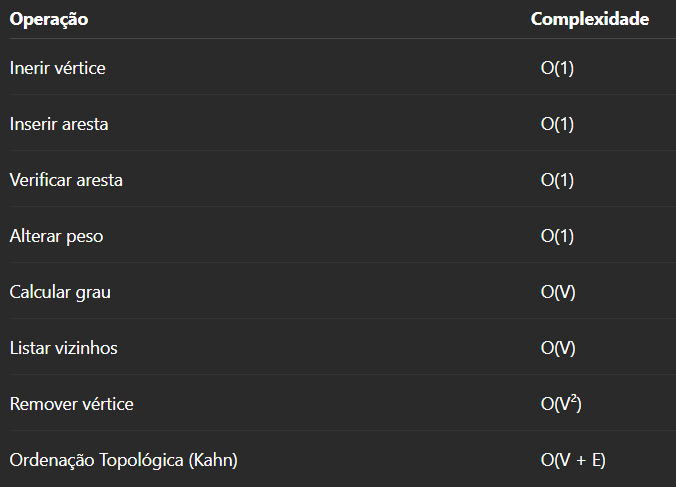 Operação Complexidade
Inerir vértice O(1)
Inserir aresta O(1)
Verificar aresta O(1)
Alterar peso O(1)
Calcular grau O(V)
Listar vizinhos O(V)
Remover vértice O(V²)
Ordenação Topológica (Kahn) O(V + E)